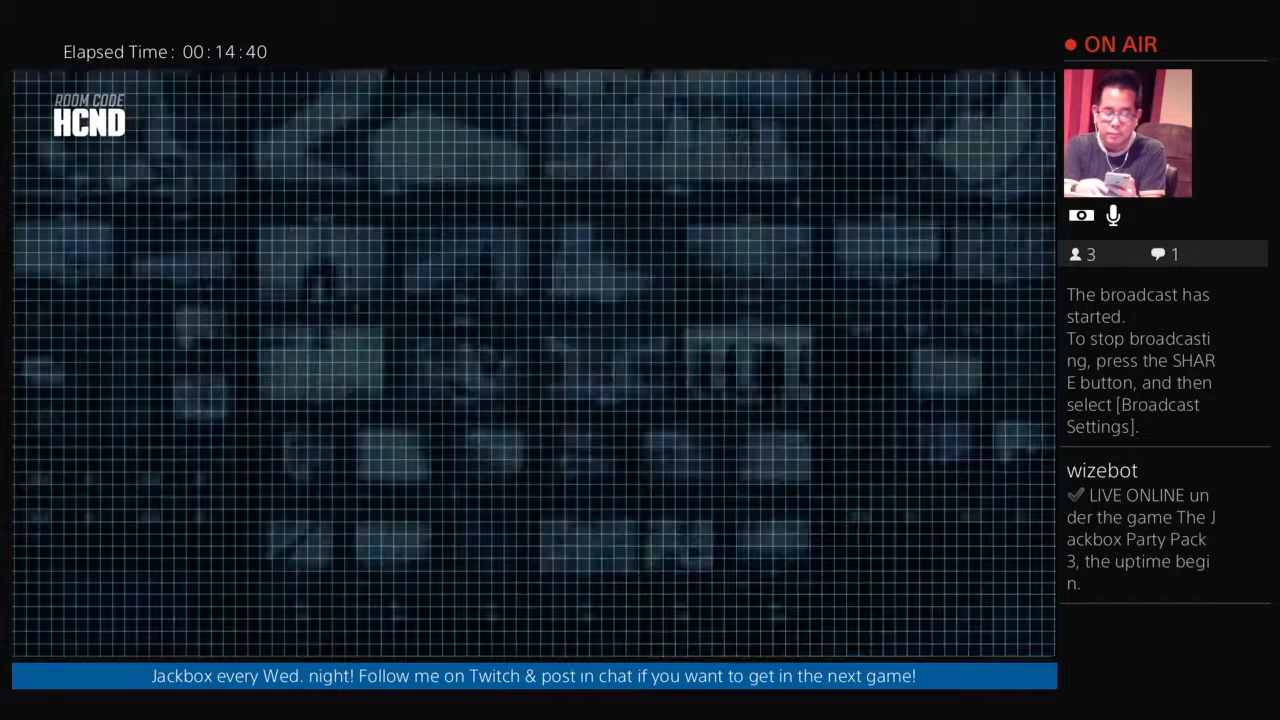 Elapsed Time: 00:14:40
ON AIR
ROOM CODE
HCND
3 1
The broadcast has
started.
To stop broadcasti
ng, press the SHAR
E button, and then
select [Broadcast
Settings].
wizebot
✓ LIVE ONLINE un
der the game The J
ackbox Party Pack
3, the uptime begi
n.
Jackbox every Wed. night! Follow me on Twitch & post in chat if you want to get in the next game!